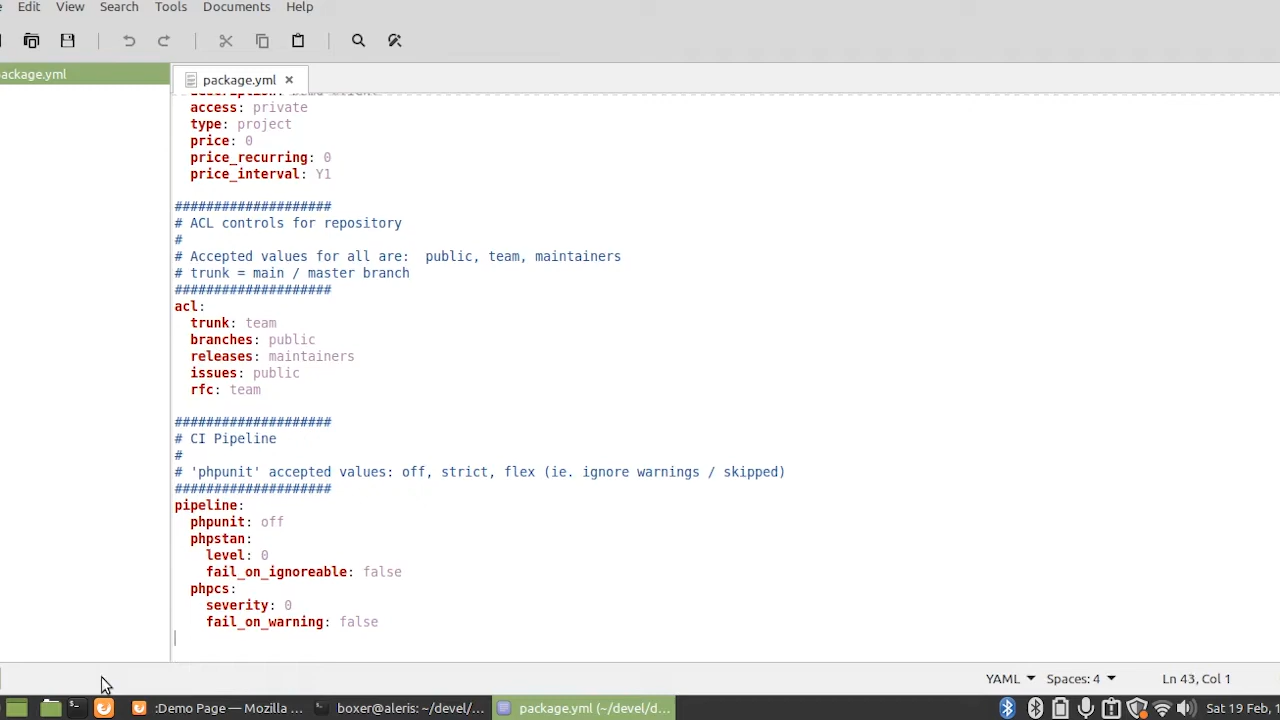 Edit View Search Tools Documents Help
ackage.yml
package.yml
access: private
type: project
price: 0
price_recurring: 0
price_interval: Y1
####################
# ACL controls for repository
#
# Accepted values for all are:  public, team, maintainers
# trunk = main / master branch
####################
acl:
trunk: team
branches: public
releases: maintainers
issues: public
rfc: team
####################
# CI Pipeline
#
# 'phpunit' accepted values: off, strict, flex (ie. ignore warnings / skipped)
####################
pipeline:
phpunit: off
phpstan:
level: 0
fail_on_ignoreable: false
phpcs:
severity: 0
fail_on_warning: false
YAML Spaces: 4 Ln 43, Col 1
:Demo Page — Mozilla ... boxer@aleris: ~/devel/... package.yml (~/devel/d... Sat 19 Feb,